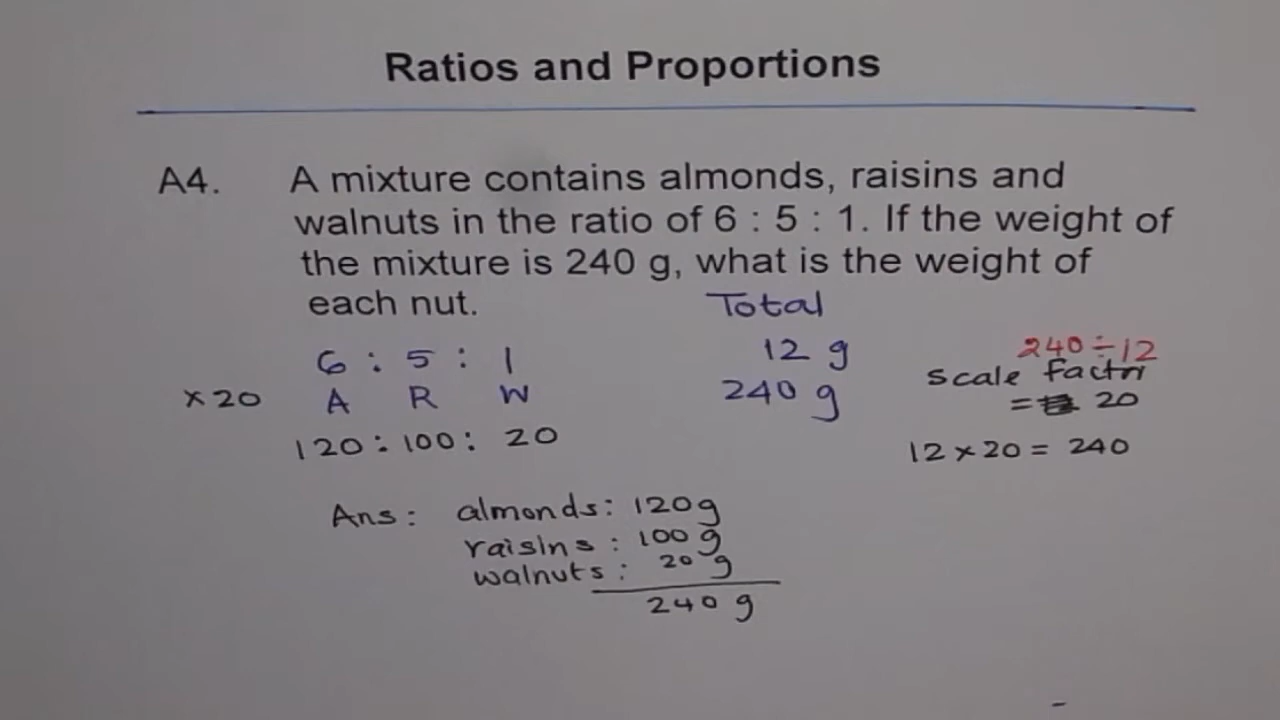 Ratios and Proportions
A4. A mixture contains almonds, raisins and
walnuts in the ratio of 6 : 5 : 1. If the weight of
the mixture is 240 g, what is the weight of
each nut.
Total
6 : 5 : 1
12 g
240 ÷ 12
×20
A R W
240 g
Scale factr
= 20
120 : 100 : 20
12 × 20 = 240
Ans : almonds : 120g
raisins : 100 g
walnuts : 20 g
240 g